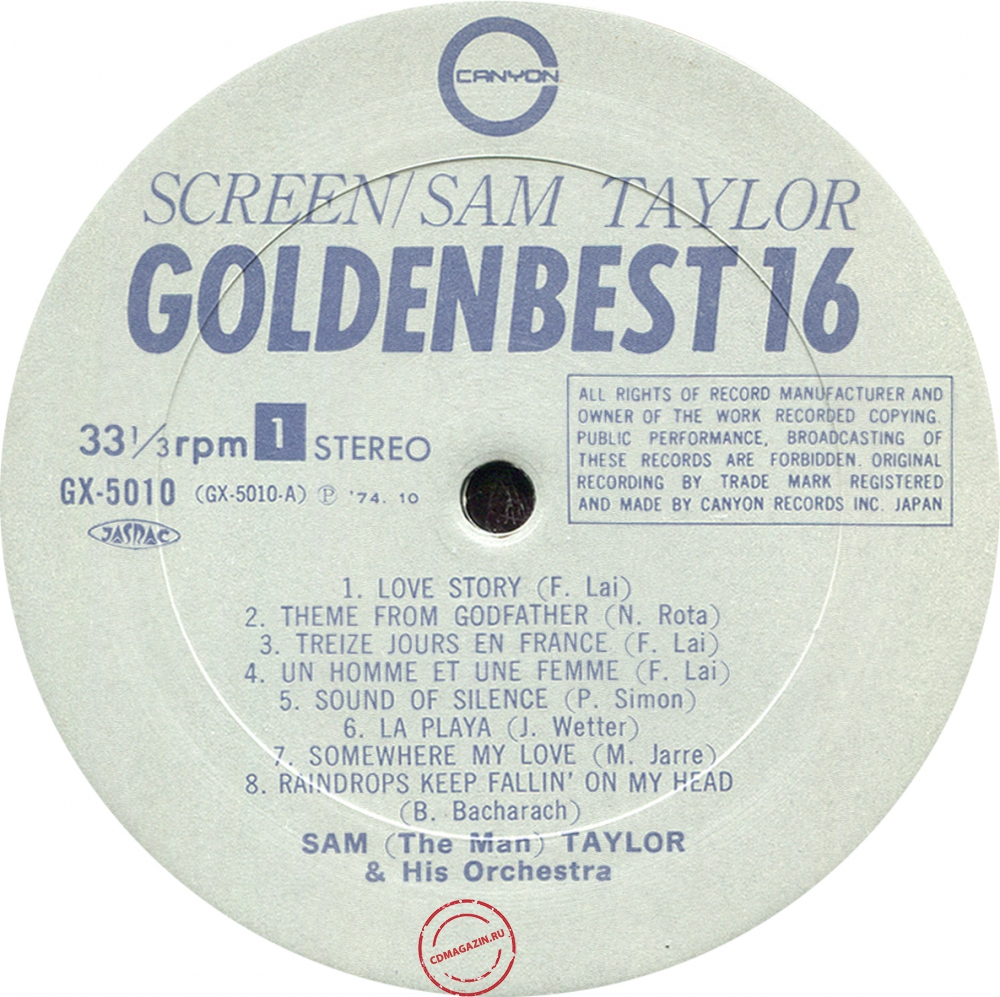 CANYON
SCREEN/SAM TAYLOR
GOLDENBEST 16
33 1/3 rpm 1 STEREO
GX-5010 (GX-5010-A) Ⓟ '74. 10
JASRAC
ALL RIGHTS OF RECORD MANUFACTURER AND
OWNER OF THE WORK RECORDED COPYING.
PUBLIC PERFORMANCE, BROADCASTING OF
THESE RECORDS ARE FORBIDDEN. ORIGINAL
RECORDING BY TRADE MARK REGISTERED
AND MADE BY CANYON RECORDS INC. JAPAN
1. LOVE STORY (F. Lai)
2. THEME FROM GODFATHER (N. Rota)
3. TREIZE JOURS EN FRANCE (F. Lai)
4. UN HOMME ET UNE FEMME (F. Lai)
5. SOUND OF SILENCE (P. Simon)
6. LA PLAYA (J. Wetter)
7. SOMEWHERE MY LOVE (M. Jarre)
8. RAINDROPS KEEP FALLIN' ON MY HEAD
(B. Bacharach)
SAM (The Man) TAYLOR
& His Orchestra
CDMAGAZIN.RU